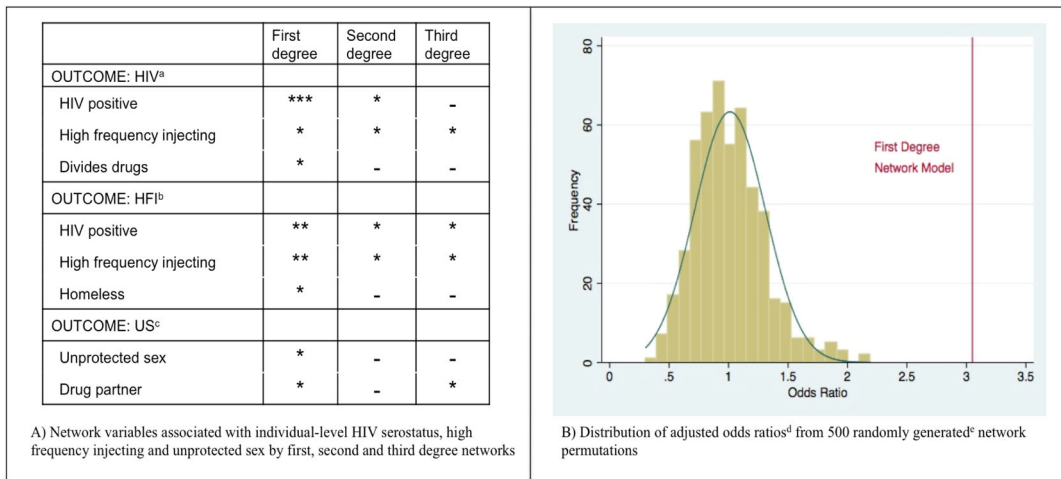 First degree Second degree Third degree
OUTCOME: HIVᵃ
HIV positive *** * -
High frequency injecting * * *
Divides drugs * - -
OUTCOME: HFIᵇ
HIV positive ** * *
High frequency injecting ** * *
Homeless * - -
OUTCOME: USᶜ
Unprotected sex * - -
Drug partner * - *
A) Network variables associated with individual-level HIV serostatus, high
frequency injecting and unprotected sex by first, second and third degree networks
80
60
40
20
0
Frequency
First Degree
Network Model
0 .5 1 1.5 2 2.5 3 3.5
Odds Ratio
B) Distribution of adjusted odds ratiosᵈ from 500 randomly generatedᵉ network
permutations